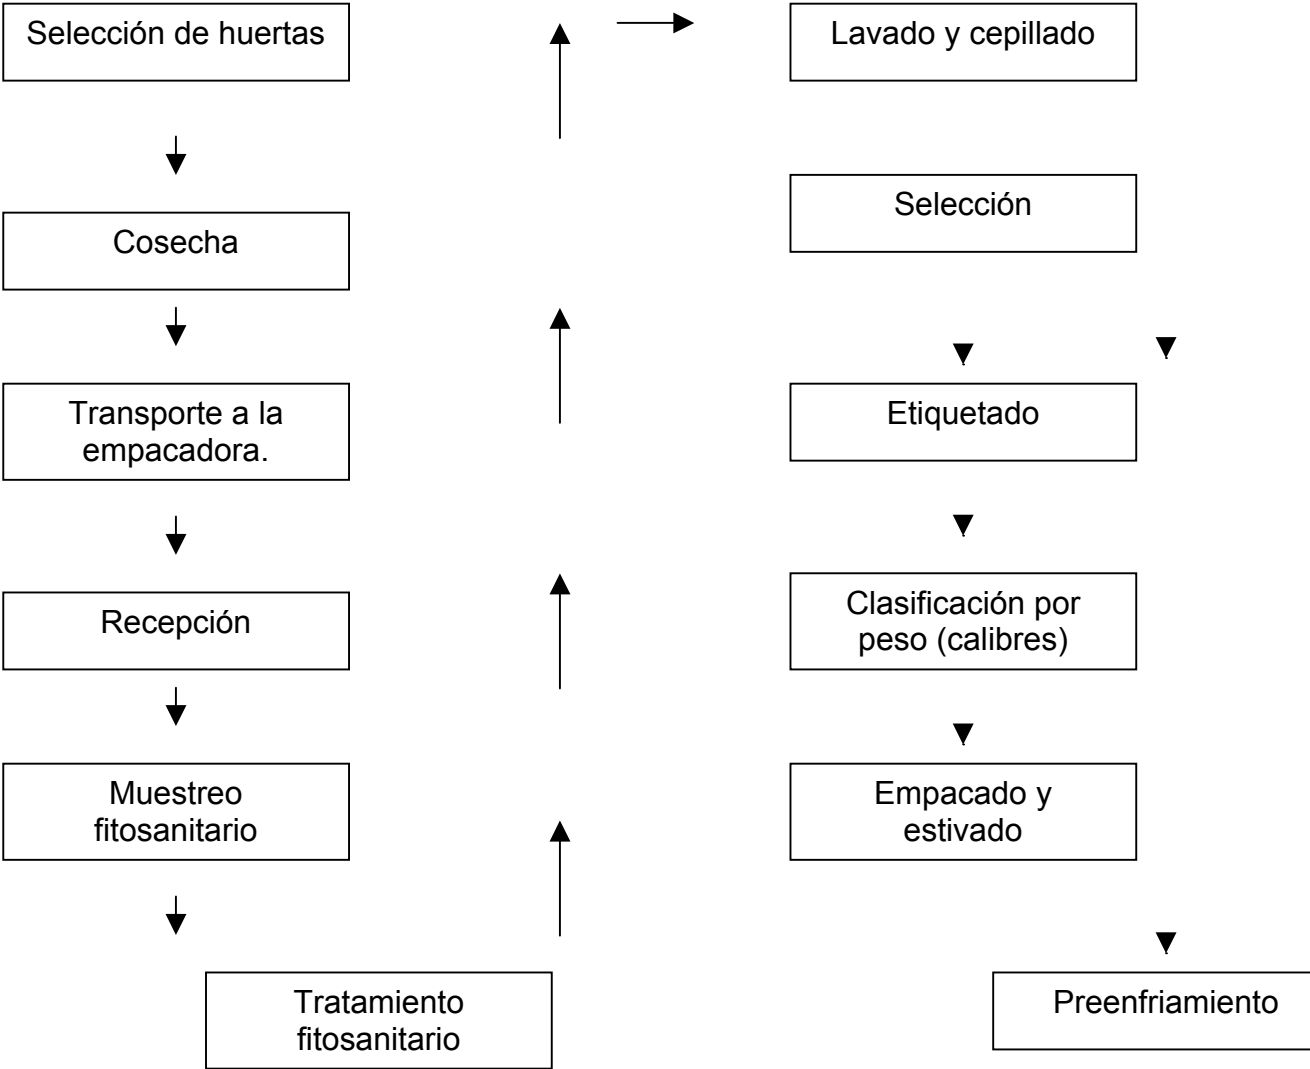 Selección de huertas
Cosecha
Transporte a la
empacadora.
Recepción
Muestreo
fitosanitario
Tratamiento
fitosanitario
Lavado y cepillado
Selección
Etiquetado
Clasificación por
peso (calibres)
Empacado y
estivado
Preenfriamiento